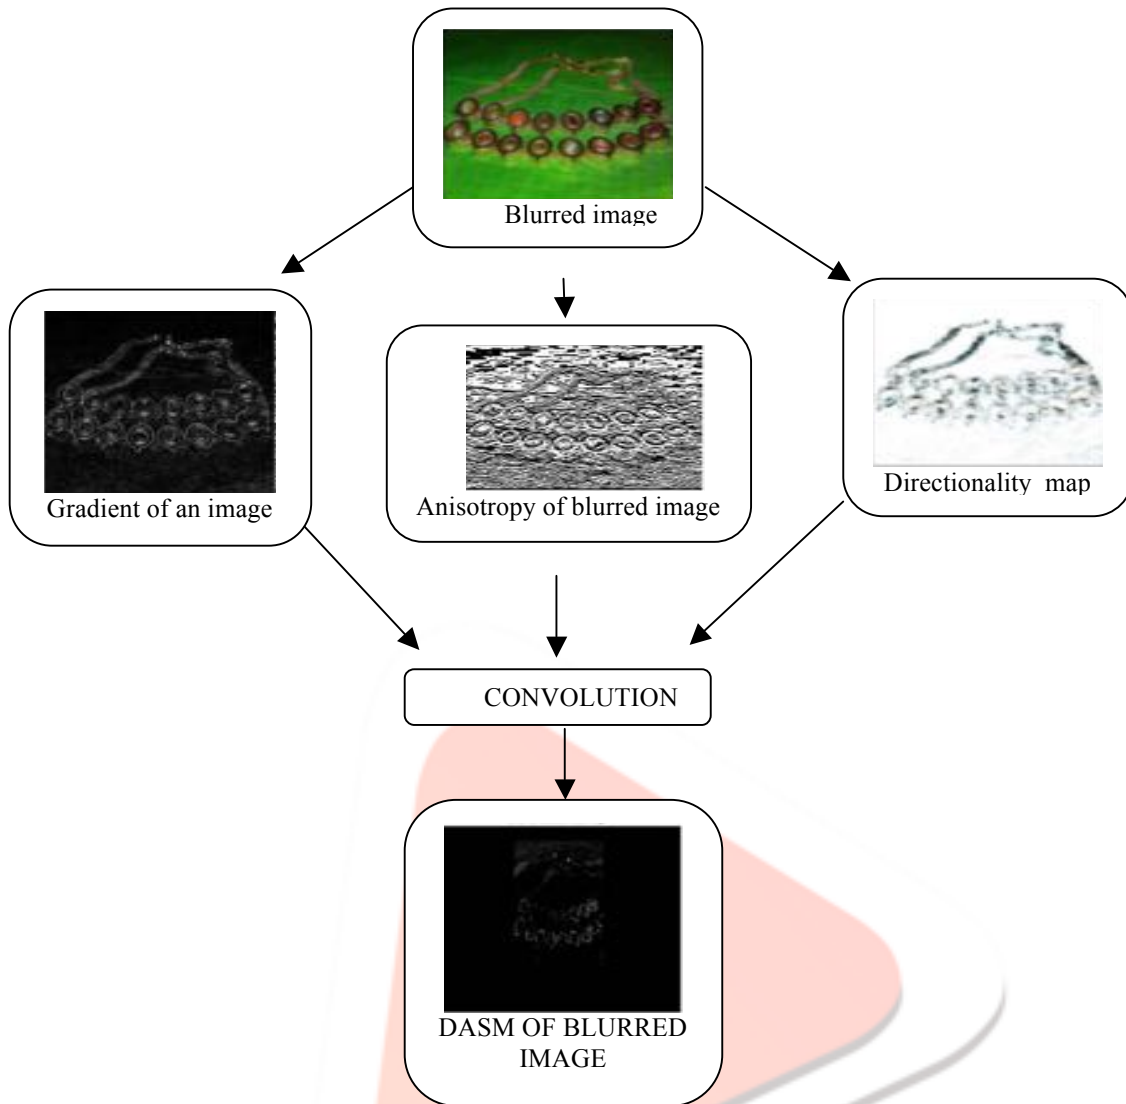 Blurred image
Gradient of an image
Anisotropy of blurred image
Directionality map
CONVOLUTION
DASM OF BLURRED
IMAGE